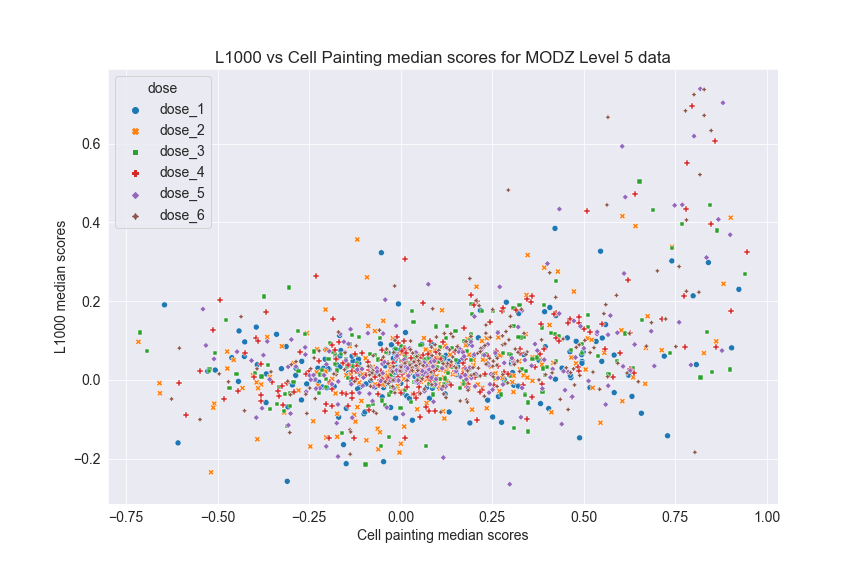 L1000 vs Cell Painting median scores for MODZ Level 5 data
dose
dose_1
dose_2
dose_3
dose_4
dose_5
dose_6
L1000 median scores
0.6
0.4
0.2
0.0
−0.2
−0.75
−0.50
−0.25
0.00
0.25
0.50
0.75
1.00
Cell painting median scores